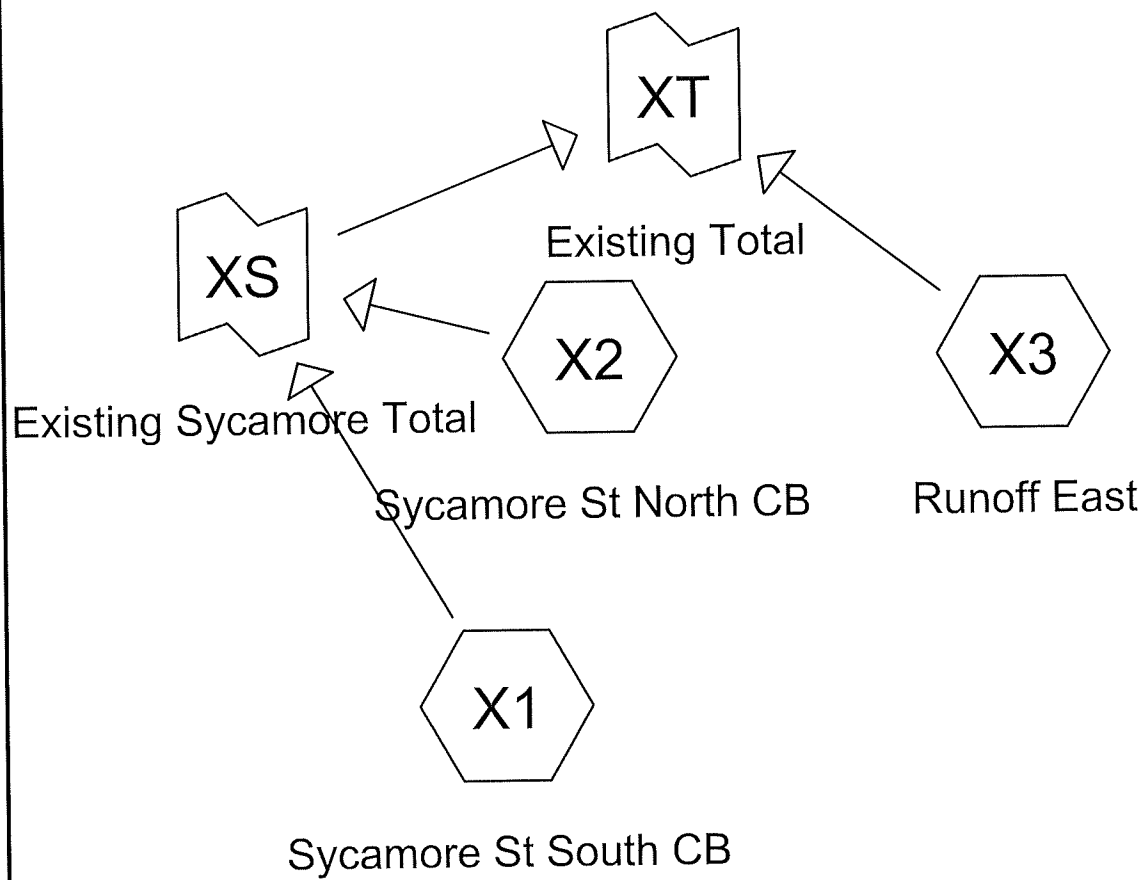 XT
Existing Total
XS
Existing Sycamore Total
X2
Sycamore St North CB
X3
Runoff East
X1
Sycamore St South CB